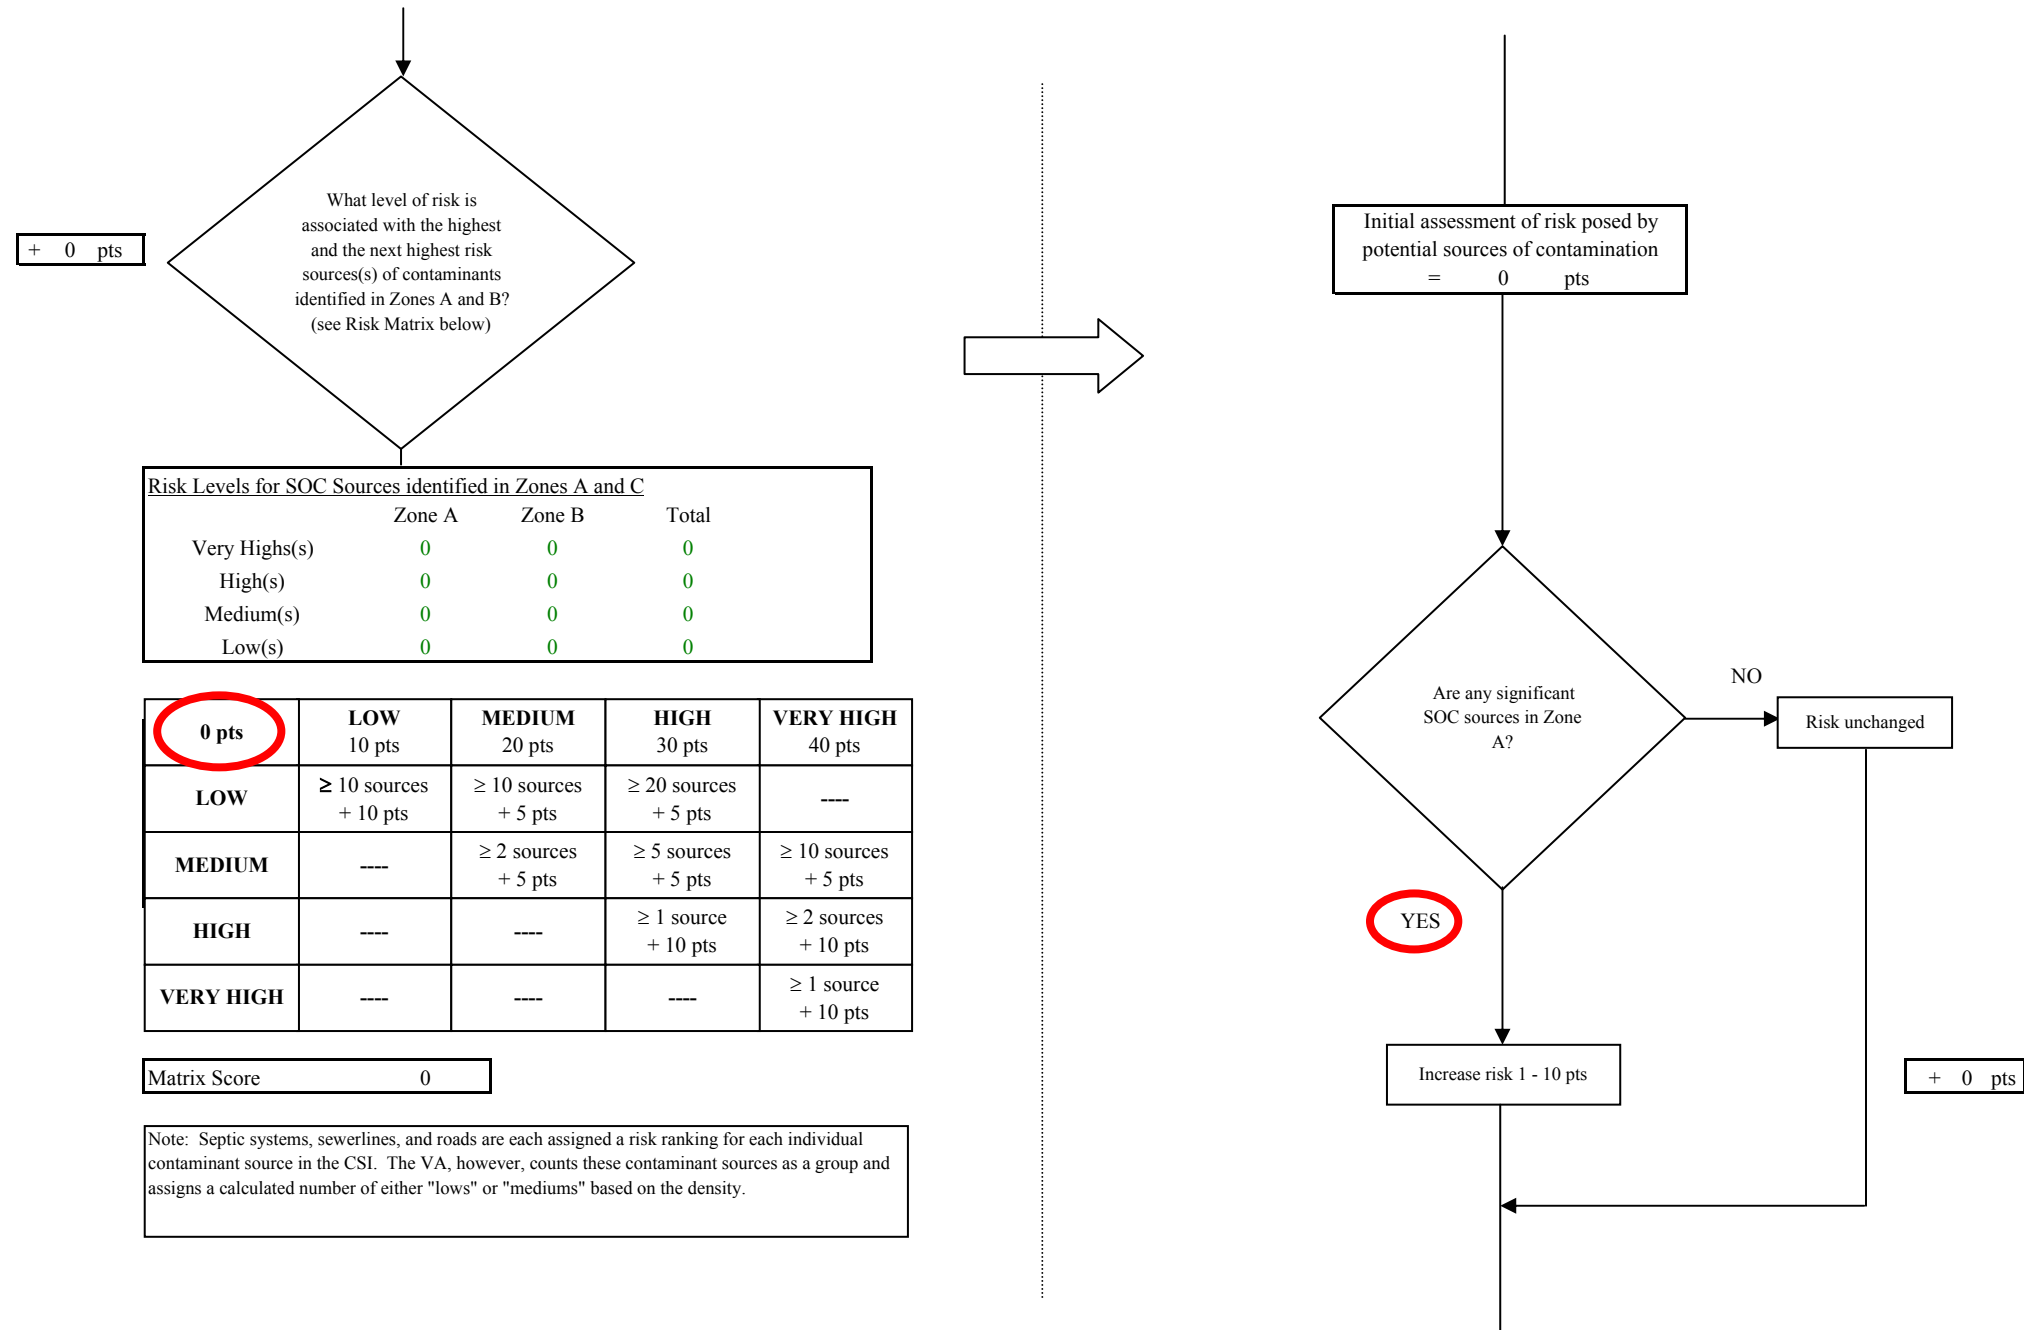 What level of risk is
associated with the highest
and the next highest risk
sources(s) of contaminants
identified in Zones A and B?
(see Risk Matrix below)
+ 0 pts
Risk Levels for SOC Sources identified in Zones A and C
Zone A Zone B Total
Very Highs(s) 0 0 0
High(s) 0 0 0
Medium(s) 0 0 0
Low(s) 0 0 0
0 pts
LOW
10 pts
MEDIUM
20 pts
HIGH
30 pts
VERY HIGH
40 pts
LOW
≥ 10 sources
+ 10 pts
≥ 10 sources
+ 5 pts
≥ 20 sources
+ 5 pts
----
MEDIUM
----
≥ 2 sources
+ 5 pts
≥ 5 sources
+ 5 pts
≥ 10 sources
+ 5 pts
HIGH
----
----
≥ 1 source
+ 10 pts
≥ 2 sources
+ 10 pts
VERY HIGH
----
----
----
≥ 1 source
+ 10 pts
Matrix Score 0
Note: Septic systems, sewerlines, and roads are each assigned a risk ranking for each individual
contaminant source in the CSI. The VA, however, counts these contaminant sources as a group and
assigns a calculated number of either "lows" or "mediums" based on the density.
Initial assessment of risk posed by
potential sources of contamination
= 0 pts
Are any significant
SOC sources in Zone
A?
NO
Risk unchanged
YES
Increase risk 1 - 10 pts
+ 0 pts